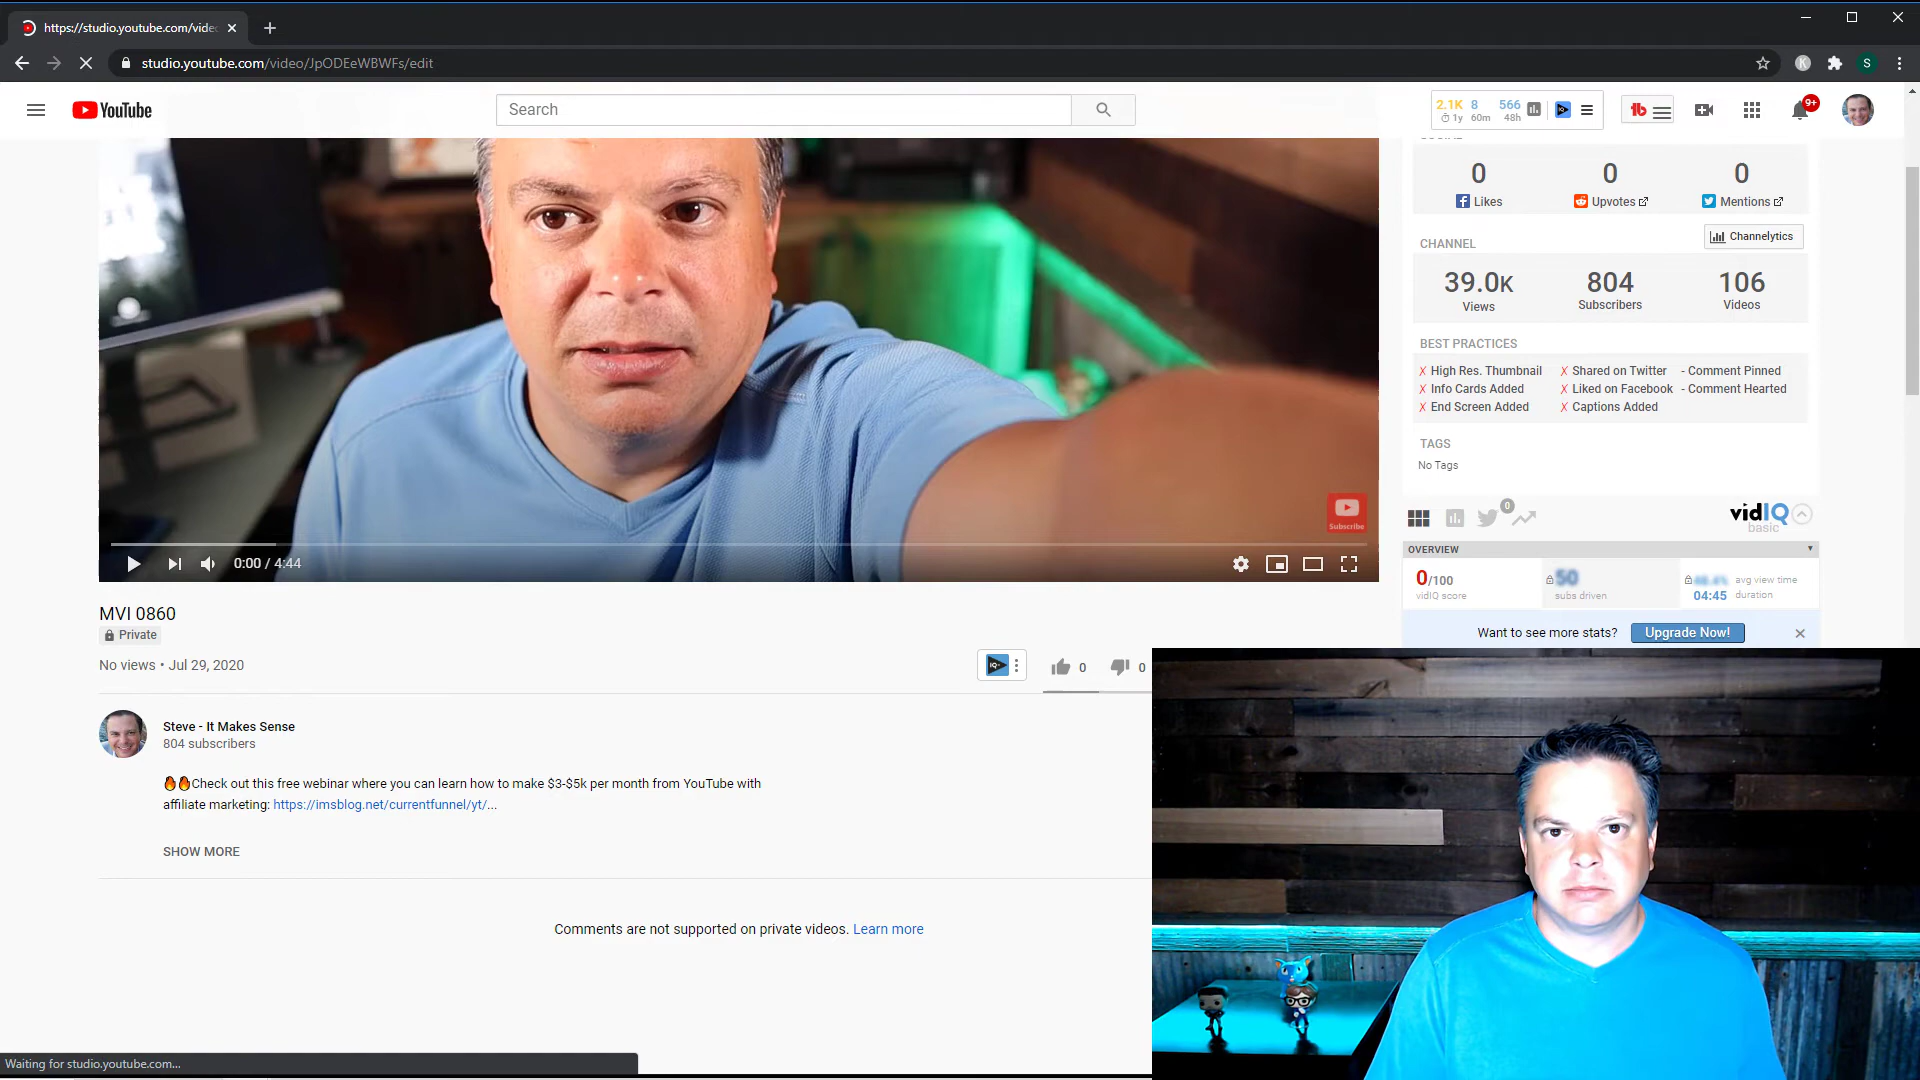 https://studio.youtube.com/vide
studio.youtube.com/video/JpODEeWBWFs/edit
K
S
YouTube
Search
2.1K 8 566
1y 60m 48h
9+
0 0 0
Likes Upvotes Mentions
CHANNEL
Channelytics
39.0K 804 106
Views Subscribers Videos
BEST PRACTICES
X High Res. Thumbnail X Shared on Twitter - Comment Pinned
X Info Cards Added X Liked on Facebook - Comment Hearted
X End Screen Added X Captions Added
TAGS
No Tags
Subscribe
0
vidIQ
basic
OVERVIEW
0/100 50 avg view time
vidIQ score subs driven 04:45 duration
0:00 / 4:44
Want to see more stats? Upgrade Now!
MVI 0860
Private
No views • Jul 29, 2020
IQ
0 0
Steve - It Makes Sense
804 subscribers
🔥🔥Check out this free webinar where you can learn how to make $3-$5k per month from YouTube with
affiliate marketing: https://imsblog.net/currentfunnel/yt/...
SHOW MORE
Comments are not supported on private videos. Learn more
Waiting for studio.youtube.com...